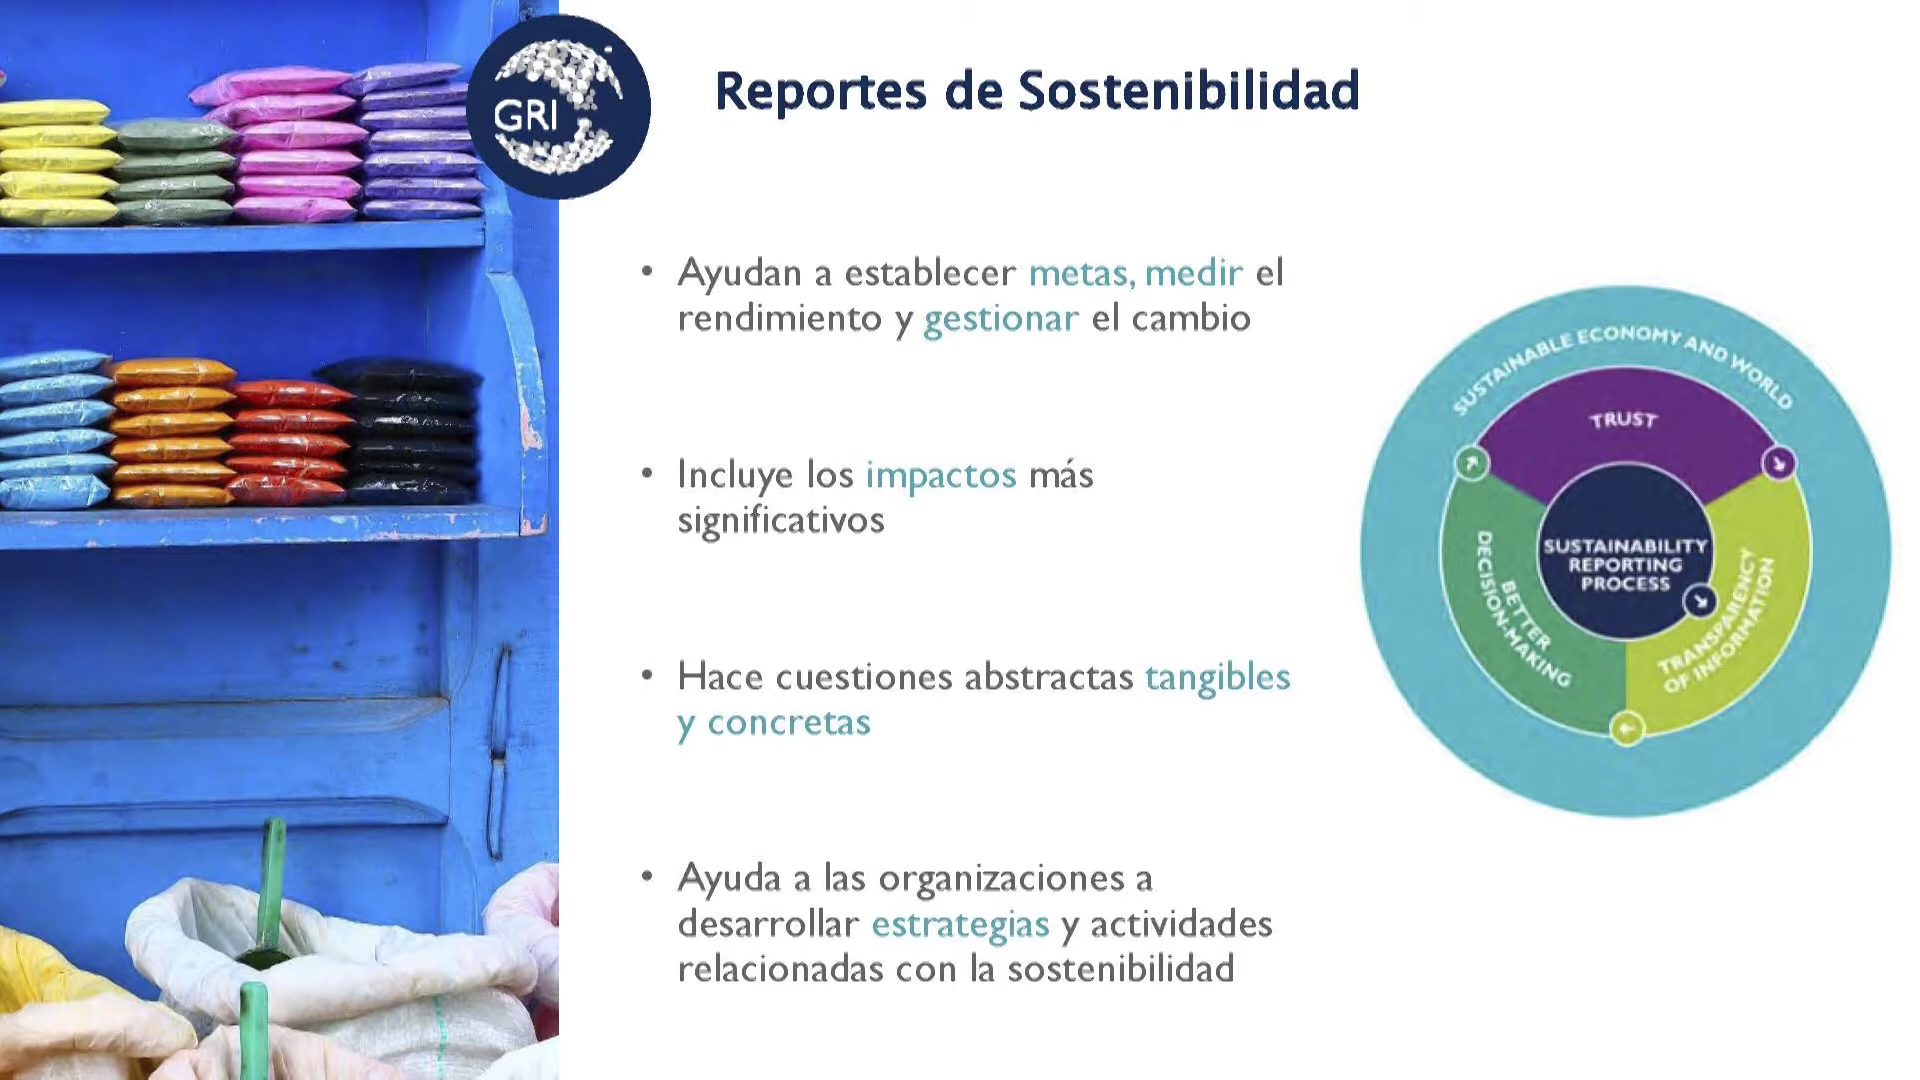 GRI
Reportes de Sostenibilidad
• Ayudan a establecer metas, medir el
rendimiento y gestionar el cambio
• Incluye los impactos más
significativos
• Hace cuestiones abstractas tangibles
y concretas
• Ayuda a las organizaciones a
desarrollar estrategias y actividades
relacionadas con la sostenibilidad
SUSTAINABLE ECONOMY AND WORLD
TRUST
SUSTAINABILITY
REPORTING
PROCESS
BETTER
DECISION-MAKING
TRANSPARENCY
OF INFORMATION